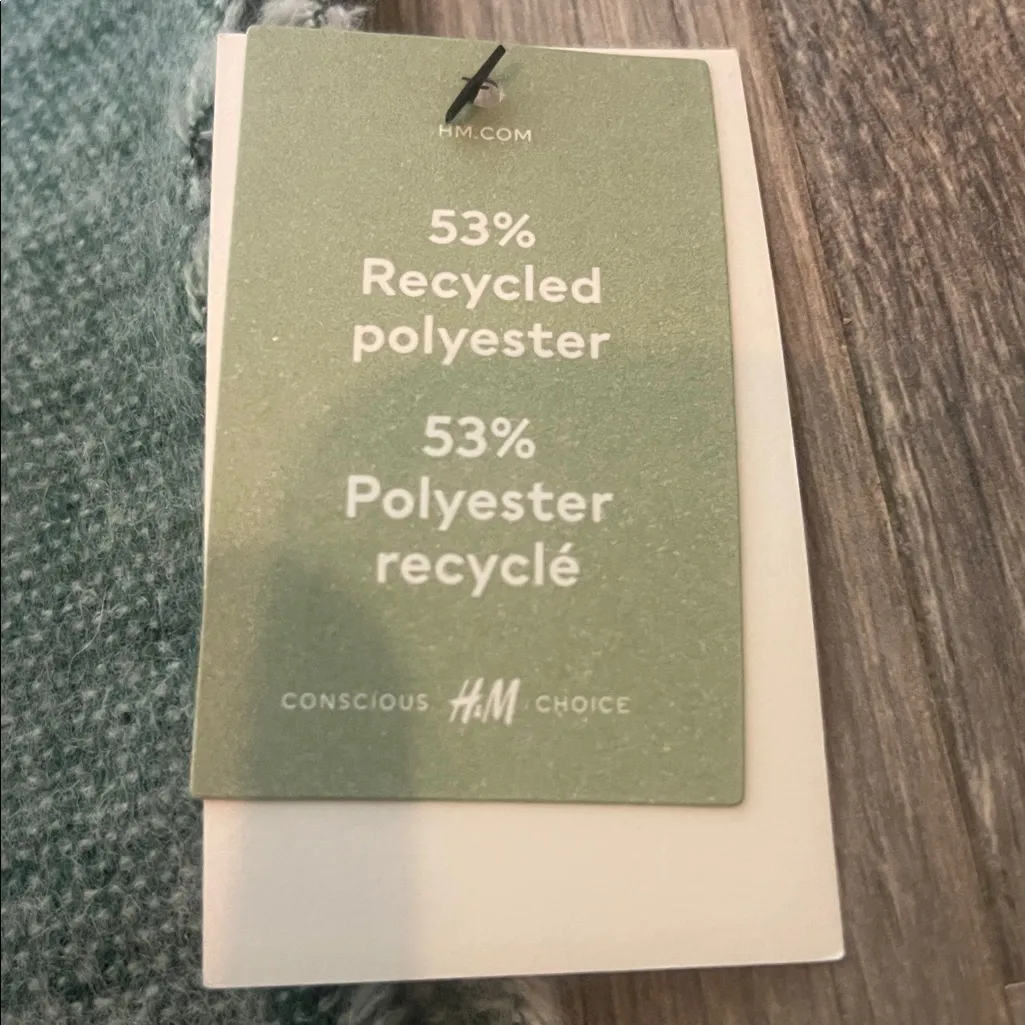 HM.COM
53%
Recycled
polyester
53%
Polyester
recyclé
CONSCIOUS H&M CHOICE